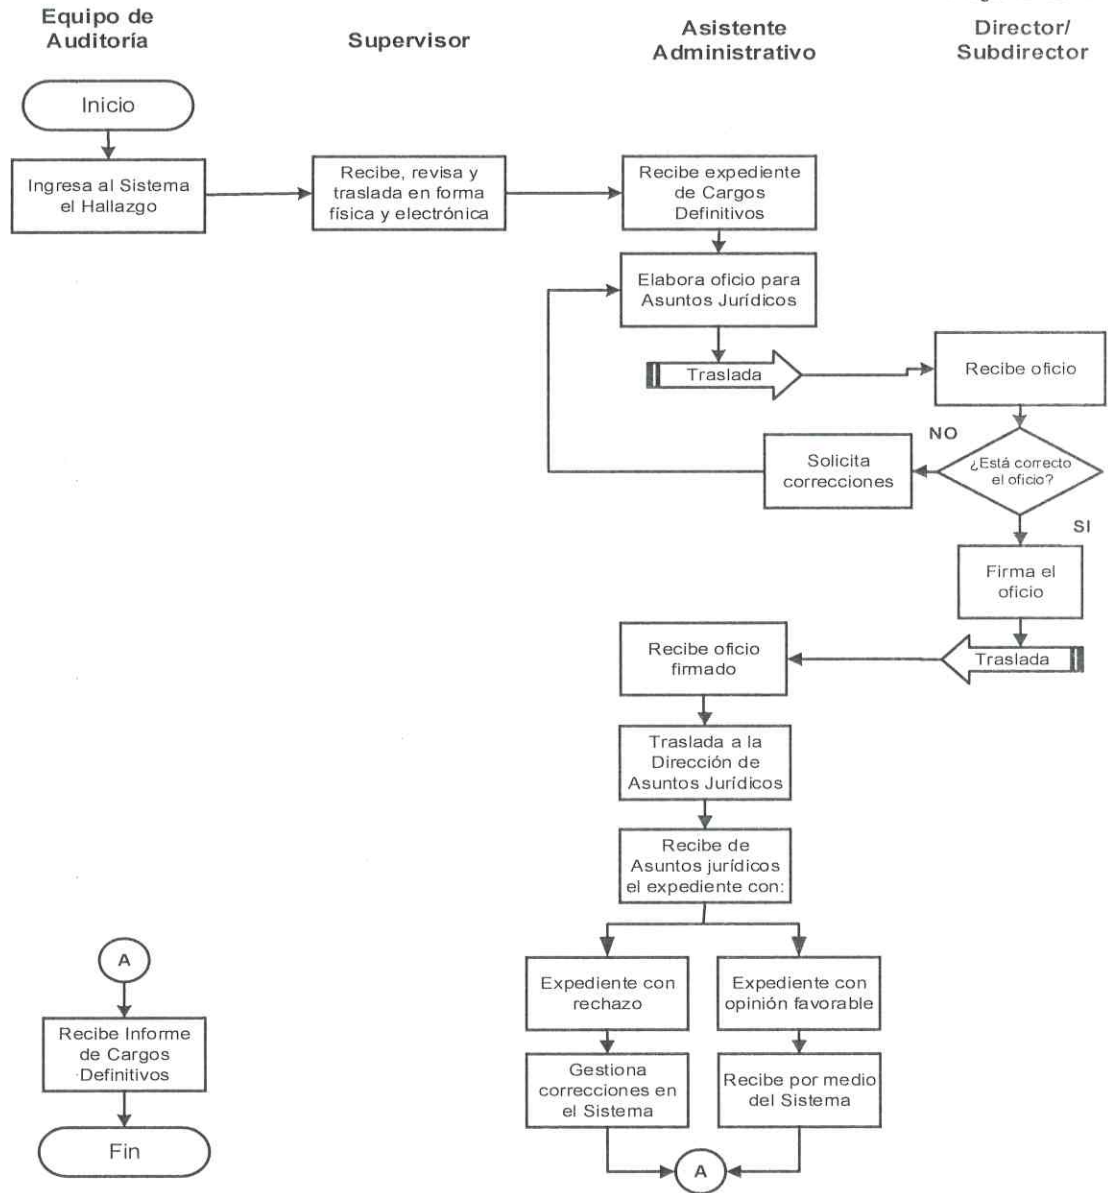 Equipo de
Auditoría
Supervisor
Asistente
Administrativo
Director/
Subdirector
Inicio
Ingresa al Sistema
el Hallazgo
Recibe, revisa y
traslada en forma
física y electrónica
Recibe expediente
de Cargos
Definitivos
Elabora oficio para
Asuntos Jurídicos
Traslada
Recibe oficio
NO
¿Está correcto
el oficio?
Solicita
correcciones
SI
Firma el
oficio
Traslada
Recibe oficio
firmado
Traslada a la
Dirección de
Asuntos Jurídicos
Recibe de
Asuntos jurídicos
el expediente con:
Expediente con
rechazo
Expediente con
opinión favorable
Gestiona
correcciones en
el Sistema
Recibe por medio
del Sistema
A
A
Recibe Informe
de Cargos
Definitivos
Fin